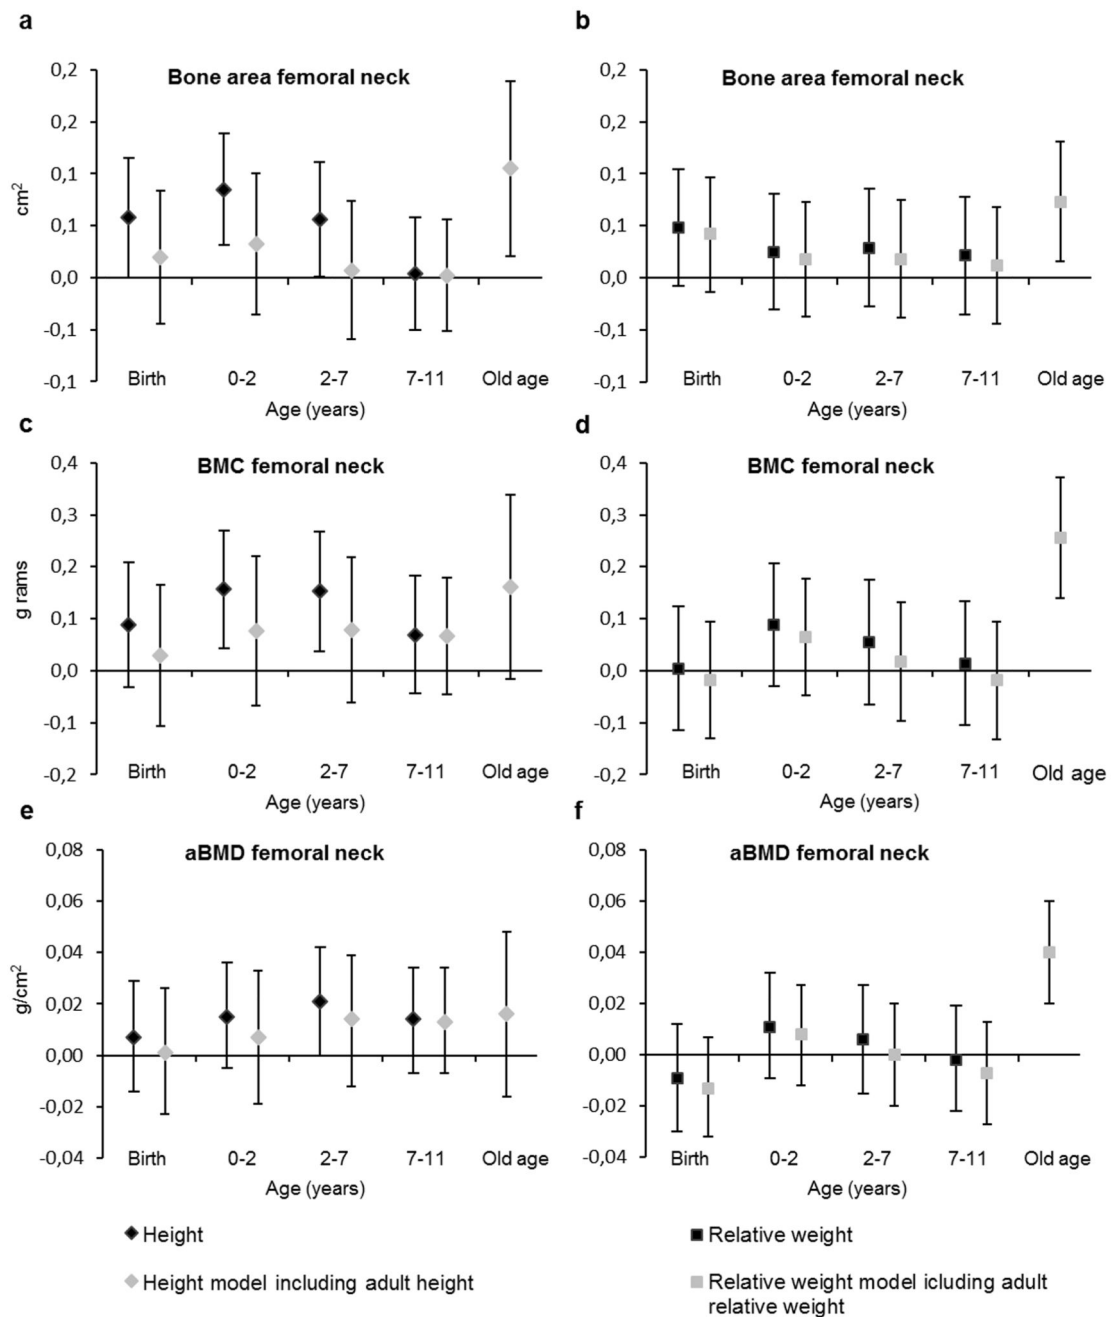 a
Bone area femoral neck
0,2
0,2
0,1
0,1
0,0
-0,1
-0,1
cm²
Birth 0-2 2-7 7-11 Old age
Age (years)
b
Bone area femoral neck
0,2
0,2
0,1
0,1
0,0
-0,1
-0,1
Birth 0-2 2-7 7-11 Old age
Age (years)
c
BMC femoral neck
0,4
0,3
0,2
0,1
0,0
-0,1
-0,2
g rams
Birth 0-2 2-7 7-11 Old age
Age (years)
d
BMC femoral neck
0,4
0,3
0,2
0,1
0,0
-0,1
-0,2
Birth 0-2 2-7 7-11 Old age
Age (years)
e
aBMD femoral neck
0,08
0,06
0,04
0,02
0,00
-0,02
-0,04
g/cm²
Birth 0-2 2-7 7-11 Old age
Age (years)
f
aBMD femoral neck
0,08
0,06
0,04
0,02
0,00
-0,02
-0,04
Birth 0-2 2-7 7-11 Old age
Age (years)
Height
Height model including adult height
Relative weight
Relative weight model icluding adult
relative weight